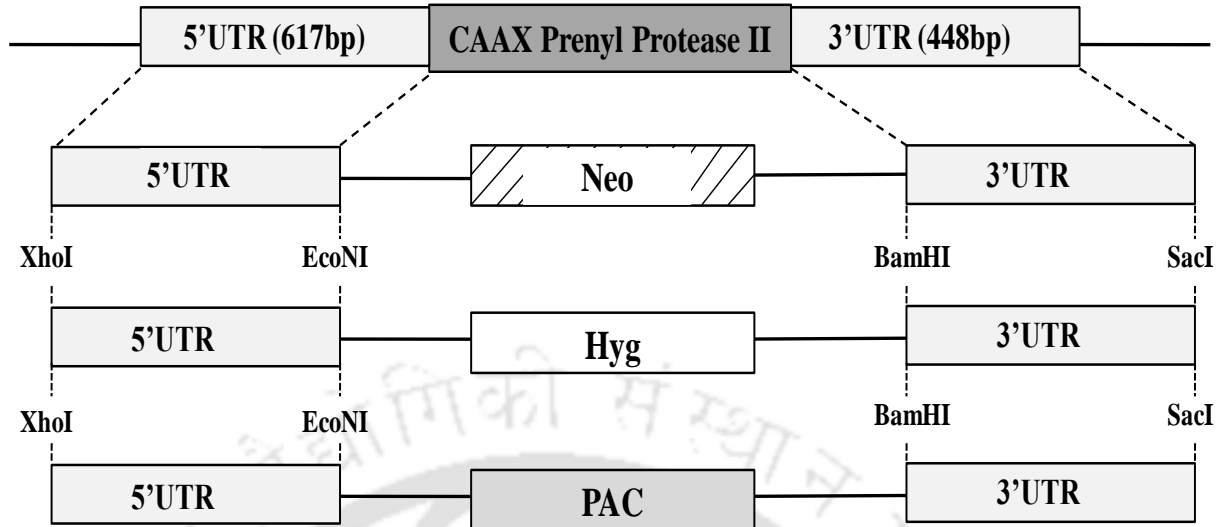 5'UTR (617bp) CAAX Prenyl Protease II 3'UTR (448bp)
5'UTR Neo 3'UTR
XhoI EcoNI BamHI SacI
5'UTR Hyg 3'UTR
XhoI EcoNI BamHI SacI
5'UTR PAC 3'UTR